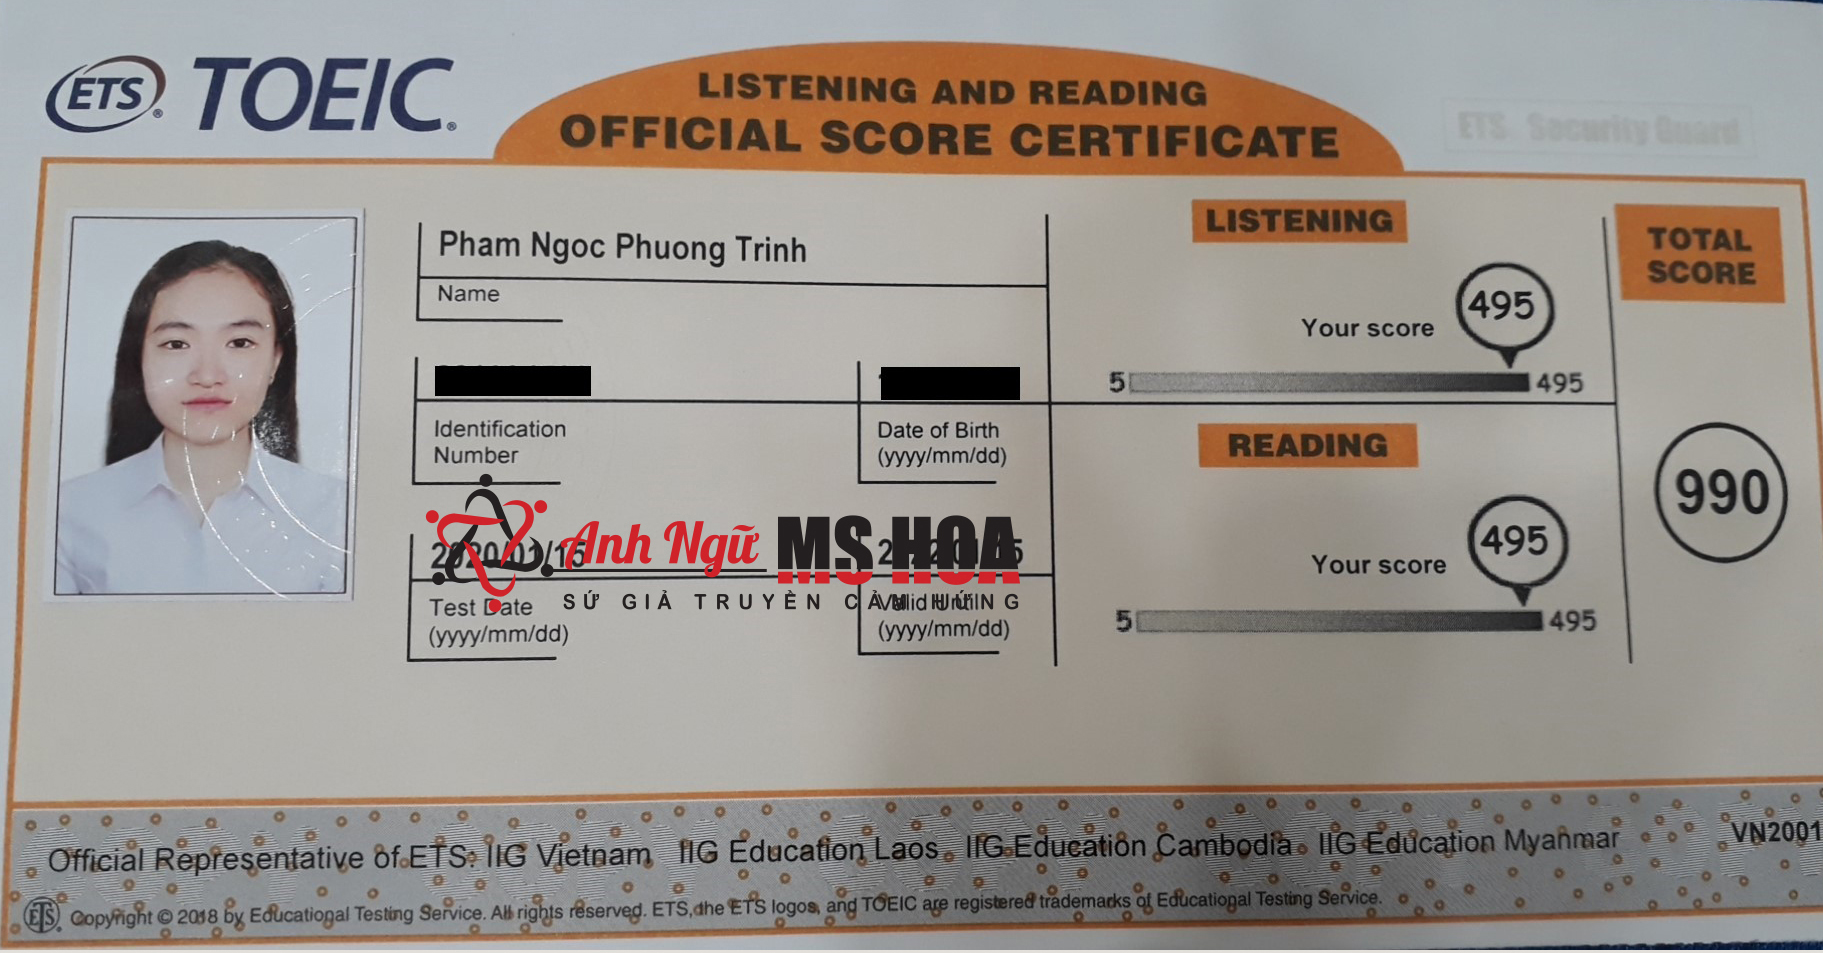 ETS® TOEIC®
LISTENING AND READING
OFFICIAL SCORE CERTIFICATE
ETS Security Guard
Pham Ngoc Phuong Trinh
Name
Identification
Number
Date of Birth
(yyyy/mm/dd)
2020/01/15
Test Date
(yyyy/mm/dd)
Valid Until
(yyyy/mm/dd)
Anh Ngữ MS HOA
SỨ GIẢ TRUYỀN CẢM HỨNG
LISTENING
Your score
495
5
495
READING
Your score
495
5
495
TOTAL
SCORE
990
Official Representative of ETS: IIG Vietnam IIG Education Laos IIG Education Cambodia IIG Education Myanmar
VN2001
ETS® Copyright © 2018 by Educational Testing Service. All rights reserved. ETS, the ETS logos, and TOEIC are registered trademarks of Educational Testing Service.